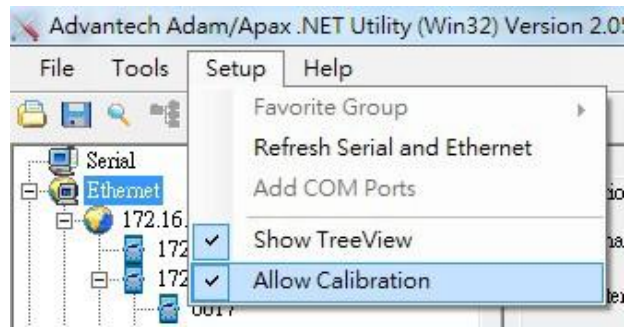 Advantech Adam/Apax .NET Utility (Win32) Version 2.05
File Tools Setup Help
Favorite Group
Refresh Serial and Ethernet
Add COM Ports
Show TreeView
Allow Calibration
Serial
Ethernet
172.16.
172
172
0017